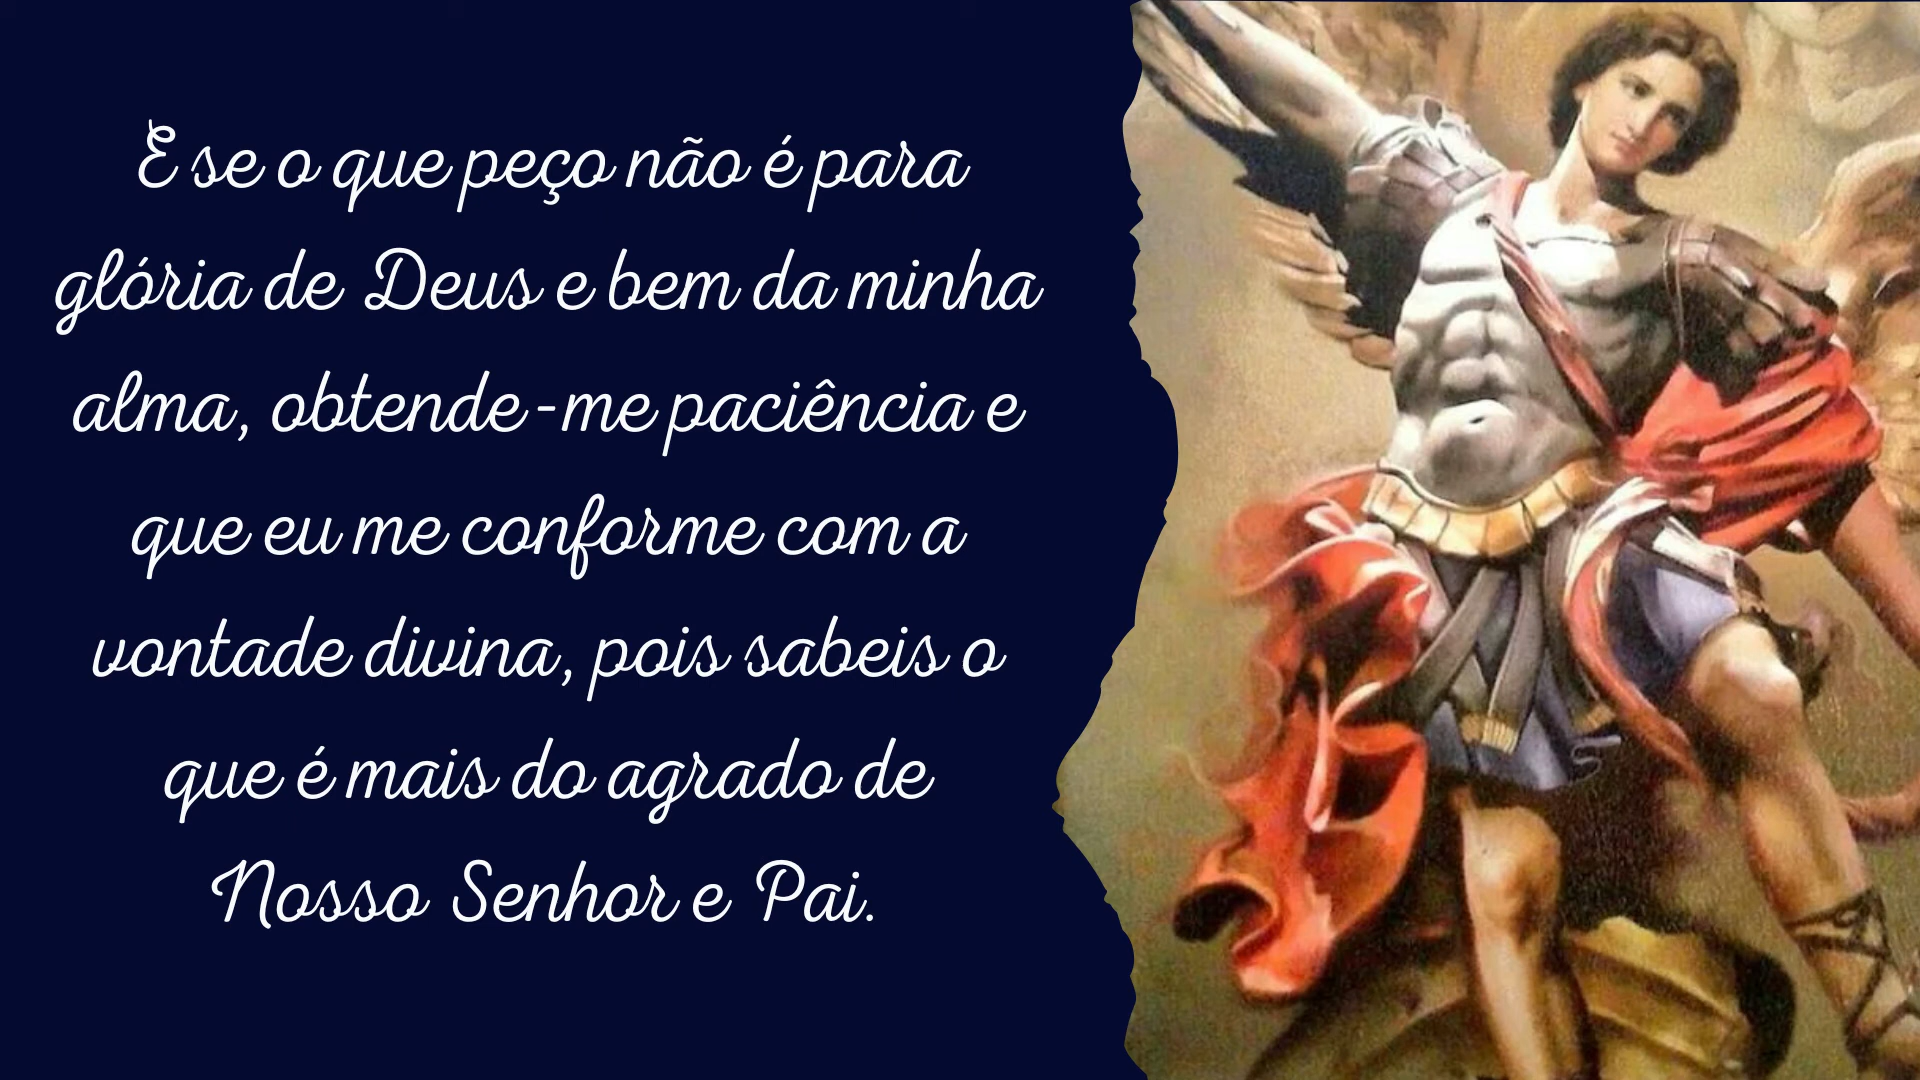 E se o que peço não é para
glória de Deus e bem da minha
alma, obtende-me paciência e
que eu me conforme com a
vontade divina, pois sabeis o
que é mais do agrado de
Nosso Senhor e Pai.